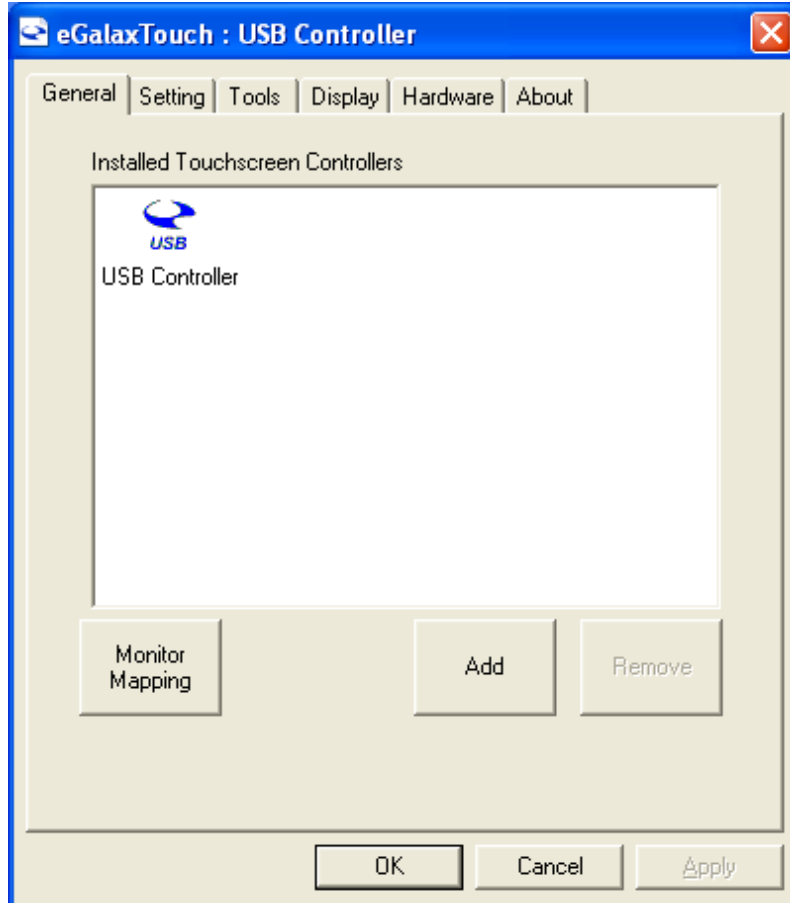 eGalaxTouch : USB Controller
General Setting Tools Display Hardware About
Installed Touchscreen Controllers
USB
USB Controller
Monitor
Mapping
Add
Remove
OK
Cancel
Apply